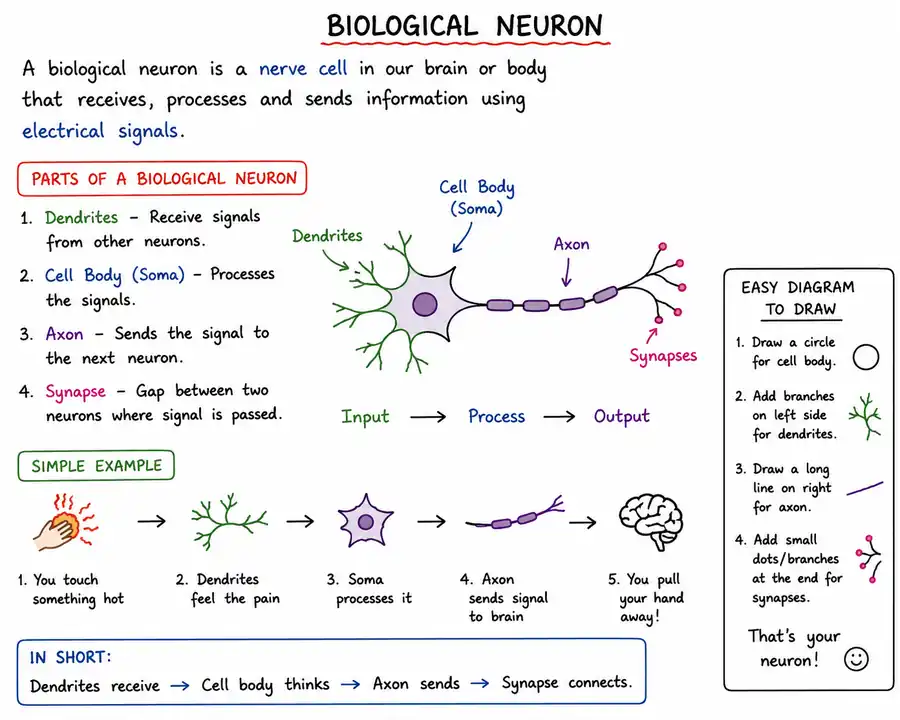 BIOLOGICAL NEURON
A biological neuron is a nerve cell in our brain or body
that receives, processes and sends information using
electrical signals.
PARTS OF A BIOLOGICAL NEURON
1. Dendrites – Receive signals
from other neurons.
2. Cell Body (Soma) – Processes
the signals.
3. Axon – Sends the signal to
the next neuron.
4. Synapse – Gap between two
neurons where signal is passed.
Cell Body
(Soma)
Dendrites
Axon
Synapses
Input → Process → Output
SIMPLE EXAMPLE
1. You touch
something hot
2. Dendrites
feel the pain
3. Soma
processes it
4. Axon
sends signal
to brain
5. You pull
your hand
away!
IN SHORT:
Dendrites receive → Cell body thinks → Axon sends → Synapse connects.
EASY DIAGRAM
TO DRAW
1. Draw a circle
for cell body.
2. Add branches
on left side
for dendrites.
3. Draw a long
line on right
for axon.
4. Add small
dots/branches
at the end for
synapses.
That's your
neuron!